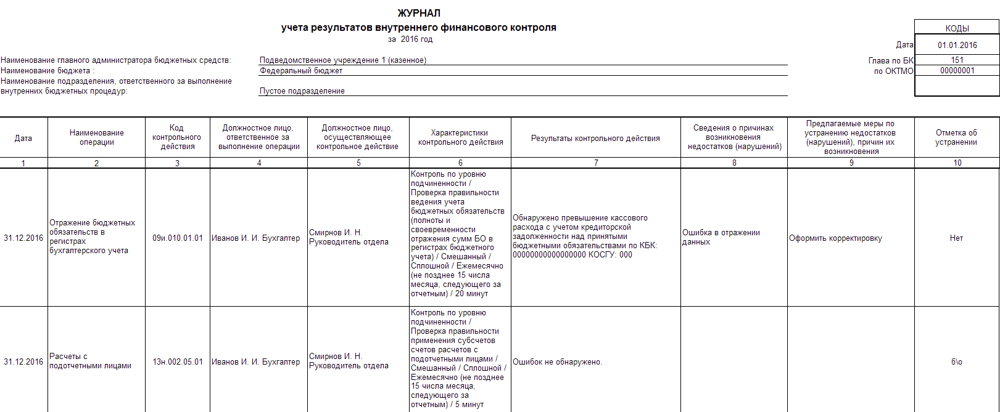 ЖУРНАЛ
учета результатов внутреннего финансового контроля
за 2016 год
КОДЫ
Дата 01.01.2016
Наименование главного администратора бюджетных средств: Подведомственное учреждение 1 (казенное) Глава по БК 151
Наименование бюджета : Федеральный бюджет по ОКТМО 00000001
Наименование подразделения, ответственного за выполнение
внутренних бюджетных процедур: Пустое подразделение
Дата
Наименование
операции
Код
контрольного
действия
Должностное лицо,
ответственное за
выполнение операции
Должностное лицо,
осуществляющее
контрольное действие
Характеристики
контрольного действия
Результаты контрольного действия
Сведения о причинах
возникновения
недостатков (нарушений)
Предлагаемые меры по
устранению недостатков
(нарушений), причин их
возникновения
Отметка об
устранении
1 2 3 4 5 6 7 8 9 10
31.12.2016
Отражение бюджетных
обязательств в
регистрах
бухгалтерского учета
09и.010.01.01
Иванов И. И. Бухгалтер
Смирнов И. Н.
Руководитель отдела
Контроль по уровню
подчиненности /
Проверка правильности
ведения учета
бюджетных обязательств
(полноты и
своевременности
отражения сумм БО в
регистрах бюджетного
учета) / Смешанный /
Сплошной / Ежемесячно
(не позднее 15 числа
месяца, следующего за
отчетным) / 20 минут
Обнаружено превышение кассового
расхода с учетом кредиторской
задолженности над принятыми
бюджетными обязательствами по КБК:
00000000000000000 КОСГУ: 000
Ошибка в отражении
данных
Оформить корректировку
Нет
31.12.2016
Расчеты с
подотчетными лицами
13н.002.05.01
Иванов И. И. Бухгалтер
Смирнов И. Н.
Руководитель отдела
Контроль по уровню
подчиненности /
Проверка правильности
применения субсчетов
счетов расчетов с
подотчетными лицами /
Смешанный / Сплошной /
Ежемесячно (не позднее
15 числа месяца,
следующего за
отчетным) / 5 минут
Ошибок не обнаружено.
б\о